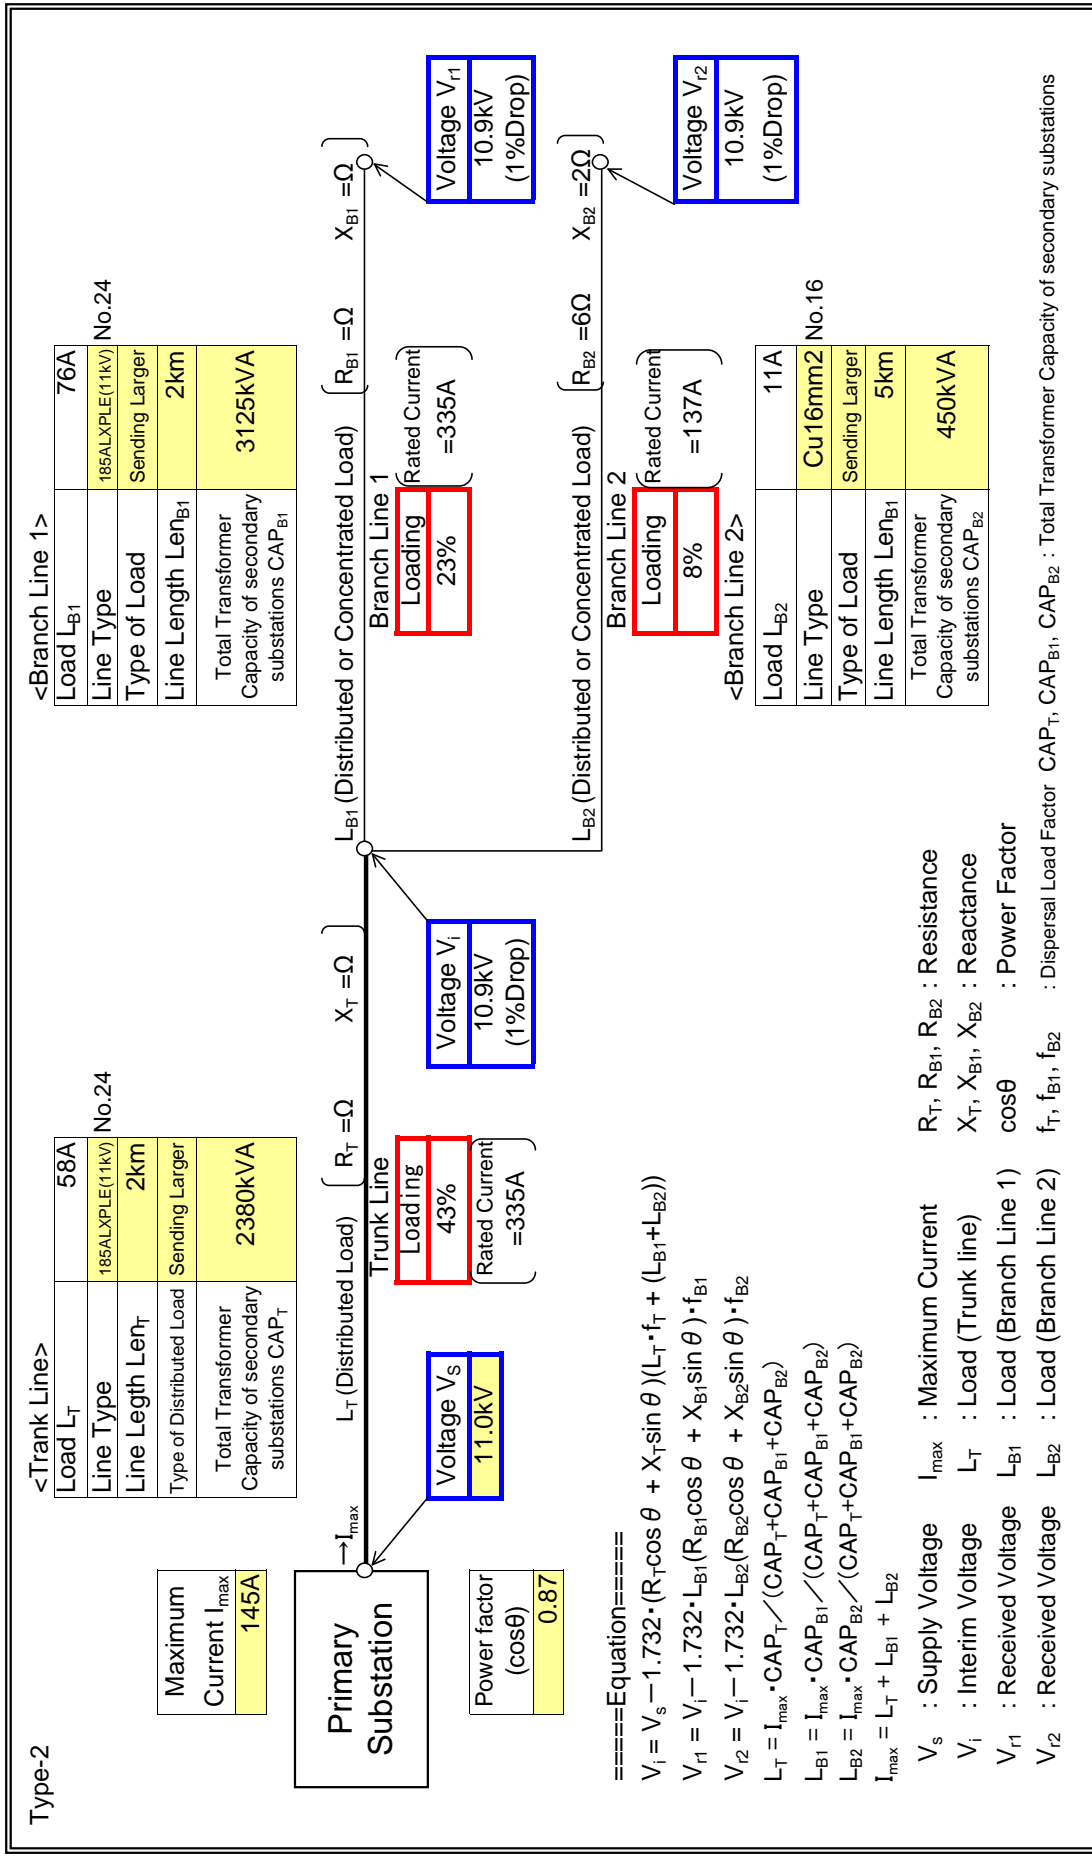 Type-2
Maximum
Current Imax
145A
<Trank Line>
Load LT 58A
Line Type 185ALXPLE(11kV) No.24
Line Legth LenT 2km
Type of Distributed Load Sending Larger
Total Transformer
Capacity of secondary
substations CAPT
2380kVA
<Branch Line 1>
Load LB1 76A
Line Type 185ALXPLE(11kV) No.24
Type of Load Sending Larger
Line Length LenB1 2km
Total Transformer
Capacity of secondary
substations CAPB1
3125kVA
Primary
Substation
→Imax
LT (Distributed Load)
RT =Ω XT =Ω
LB1 (Distributed or Concentrated Load)
RB1 =Ω XB1 =Ω
Trunk Line
Loading
43%
Rated Current
=335A
Branch Line 1
Loading
23%
Rated Current
=335A
Voltage VS
11.0kV
Voltage Vi
10.9kV
(1%Drop)
Voltage Vr1
10.9kV
(1%Drop)
Power factor
(cosθ)
0.87
LB2 (Distributed or Concentrated Load)
RB2 =6Ω XB2 =2Ω
Branch Line 2
Loading
8%
Rated Current
=137A
Voltage Vr2
10.9kV
(1%Drop)
<Branch Line 2>
Load LB2 11A
Line Type Cu16mm2 No.16
Type of Load Sending Larger
Line Length LenB1 5km
Total Transformer
Capacity of secondary
substations CAPB2
450kVA
=====Equation=====
Vi = Vs－1.732･(RTcosθ + XTsinθ)(LT･fT + (LB1+LB2))
Vr1 = Vi－1.732･LB1(RB1cosθ + XB1sinθ)･fB1
Vr2 = Vi－1.732･LB2(RB2cosθ + XB2sinθ)･fB2
LT = Imax･CAPT／(CAPT+CAPB1+CAPB2)
LB1 = Imax･CAPB1／(CAPT+CAPB1+CAPB2)
LB2 = Imax･CAPB2／(CAPT+CAPB1+CAPB2)
Imax = LT + LB1 + LB2
Vs : Supply Voltage Imax : Maximum Current RT, RB1, RB2 : Resistance
Vi : Interim Voltage LT : Load (Trunk line) XT, XB1, XB2 : Reactance
Vr1 : Received Voltage LB1 : Load (Branch Line 1) cosθ : Power Factor
Vr2 : Received Voltage LB2 : Load (Branch Line 2) fT, fB1, fB2 : Dispersal Load Factor CAPT, CAPB1, CAPB2 : Total Transformer Capacity of secondary substations